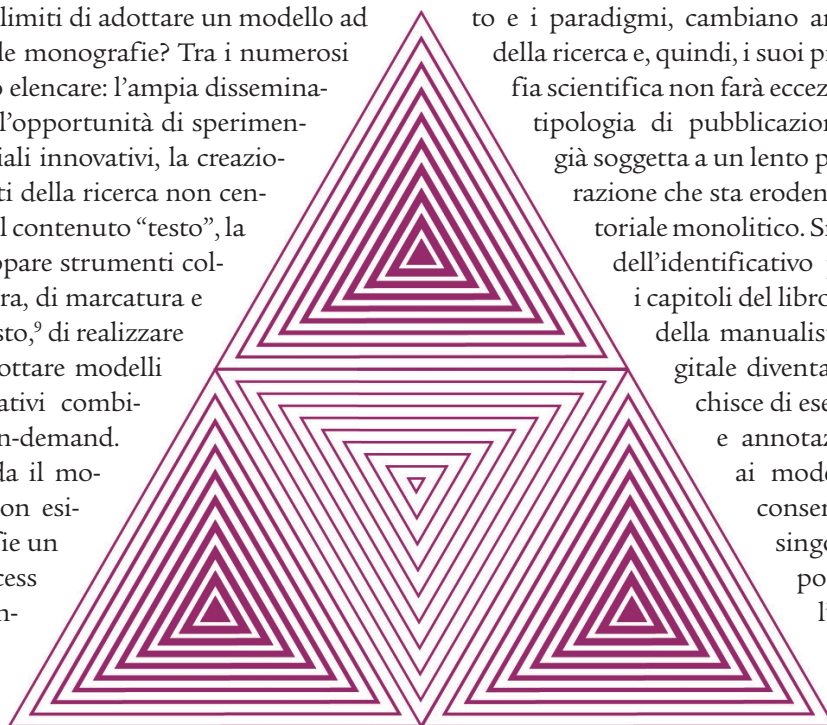 limiti di adottare un modello ad
le monografie? Tra i numerosi
elencare: l’ampia dissemina-
l’opportunità di sperimen-
iali innovativi, la creazio-
ti della ricerca non cen-
l contenuto “testo”, la
ppare strumenti col-
ra, di marcatura e
sto,⁹ di realizzare
ottare modelli
ativi combi-
n-demand.
da il mo-
on esi-
fie un
cess
n-
to e i paradigmi, cambiano an
della ricerca e, quindi, i suoi pr
fia scientifica non farà eccez
tipologia di pubblicazion
già soggetta a un lento p
razione che sta eroden
toriale monolitico. Si
dell’identificativo p
i capitoli del libro
della manualist
gitale diventa
chisce di ese
e annotaz
ai mode
consen
singo
po
l’